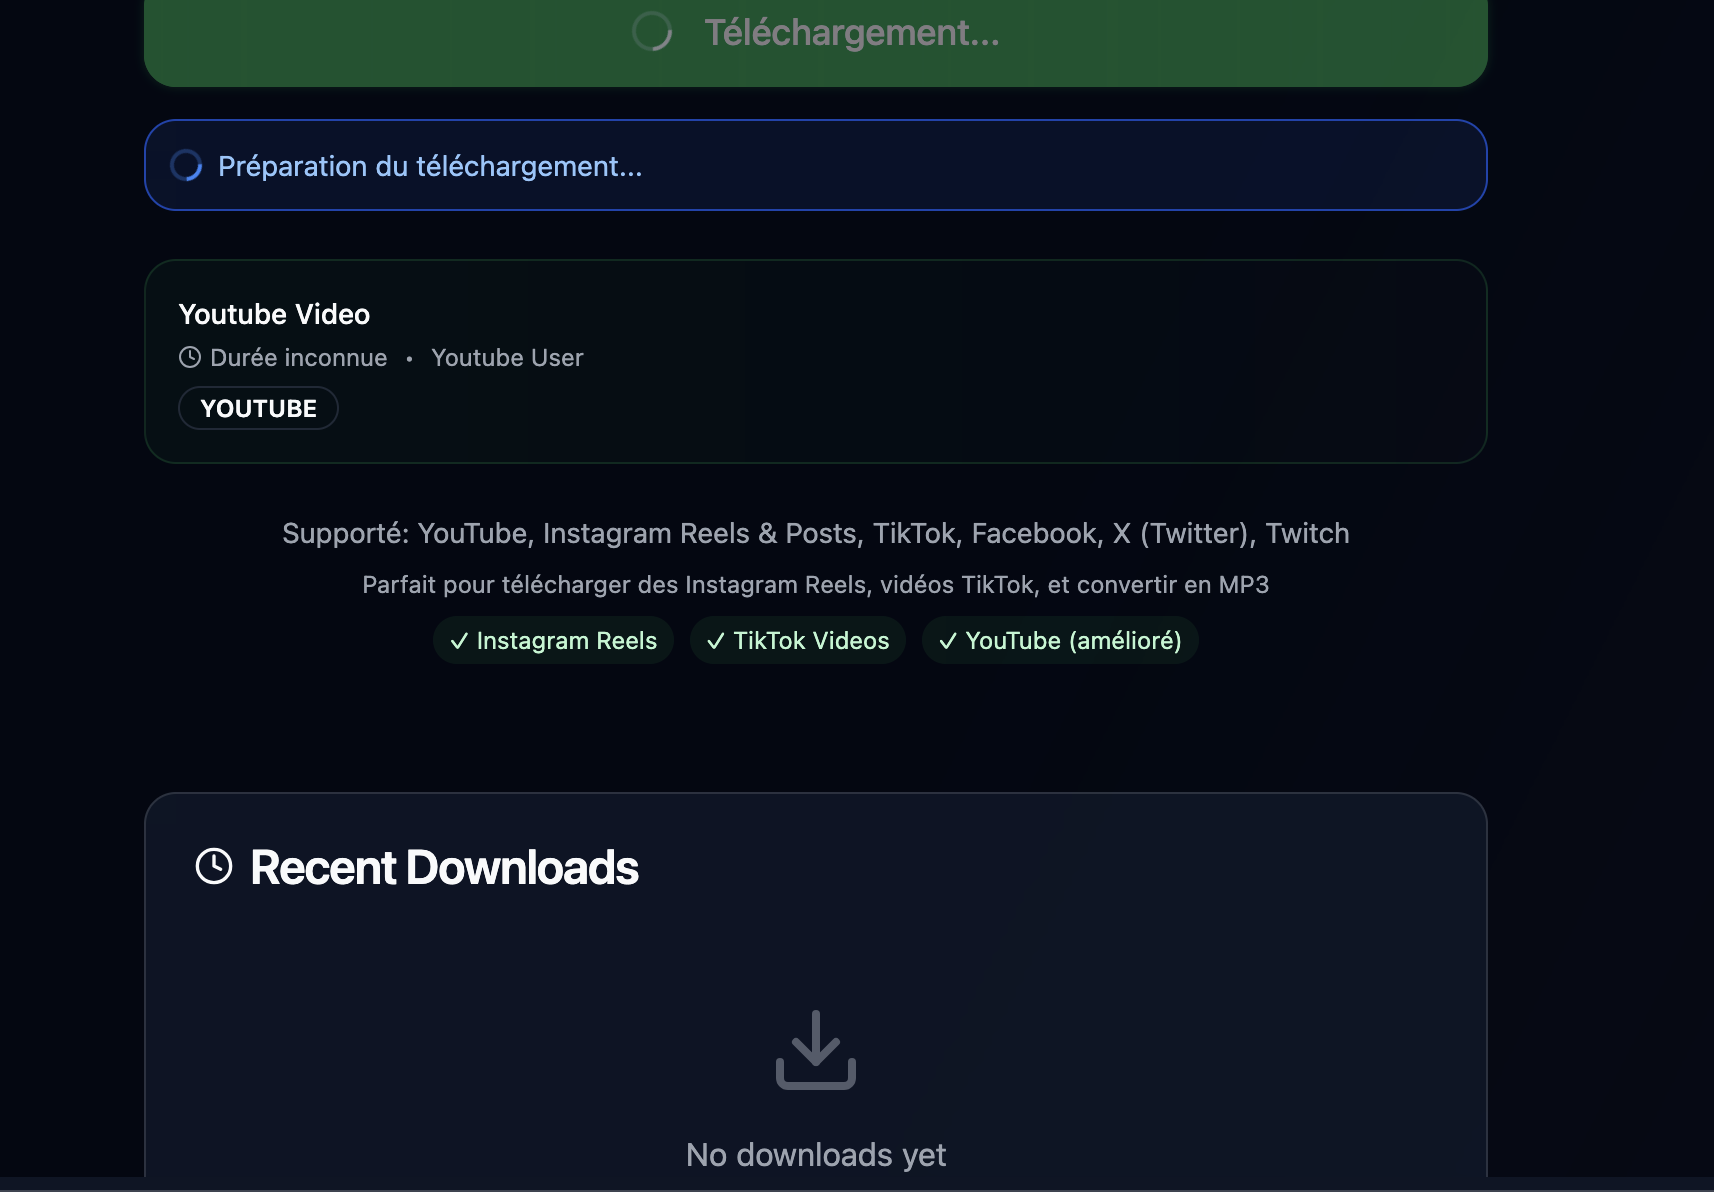 Téléchargement...
Préparation du téléchargement...
Youtube Video
Durée inconnue • Youtube User
YOUTUBE
Supporté: YouTube, Instagram Reels & Posts, TikTok, Facebook, X (Twitter), Twitch
Parfait pour télécharger des Instagram Reels, vidéos TikTok, et convertir en MP3
✓ Instagram Reels ✓ TikTok Videos ✓ YouTube (amélioré)
Recent Downloads
No downloads yet